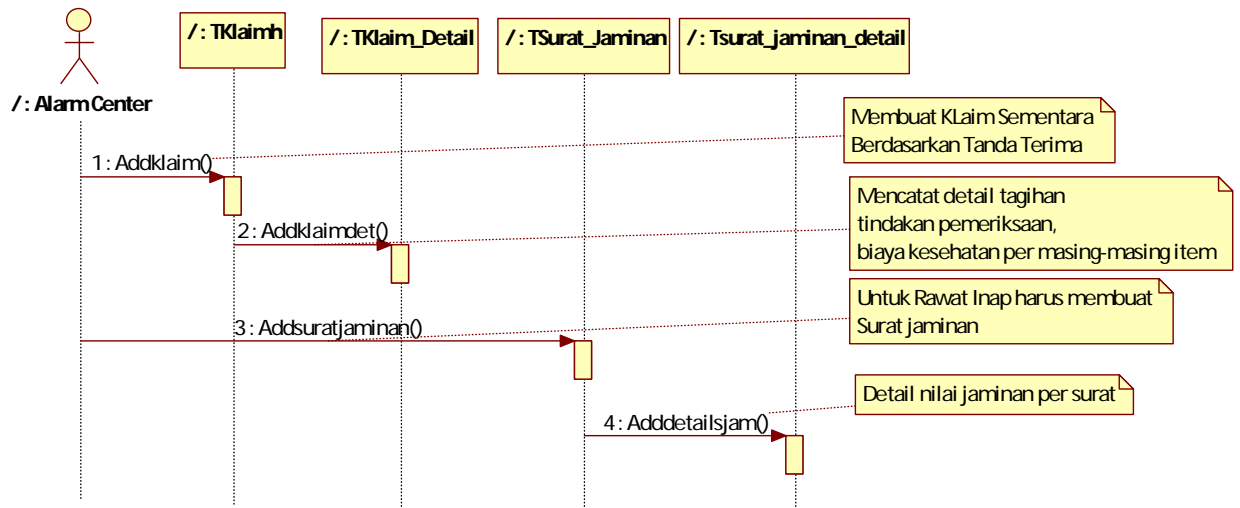 / : TKlaimh
/ : TKlaim_Detail
/ : TSurat_Jaminan
/ : Tsurat_jaminan_detail
/ : Alarm Center
Membuat KLaim Sementara
Berdasarkan Tanda Terima
1 : Addklaim()
Mencatat detail tagihan
tindakan pemeriksaan,
biaya kesehatan per masing-masing item
2 : Addklaimdet()
Untuk Rawat Inap harus membuat
Surat jaminan
3 : Addsuratjaminan()
Detail nilai jaminan per surat
4 : Adddetailsjam()